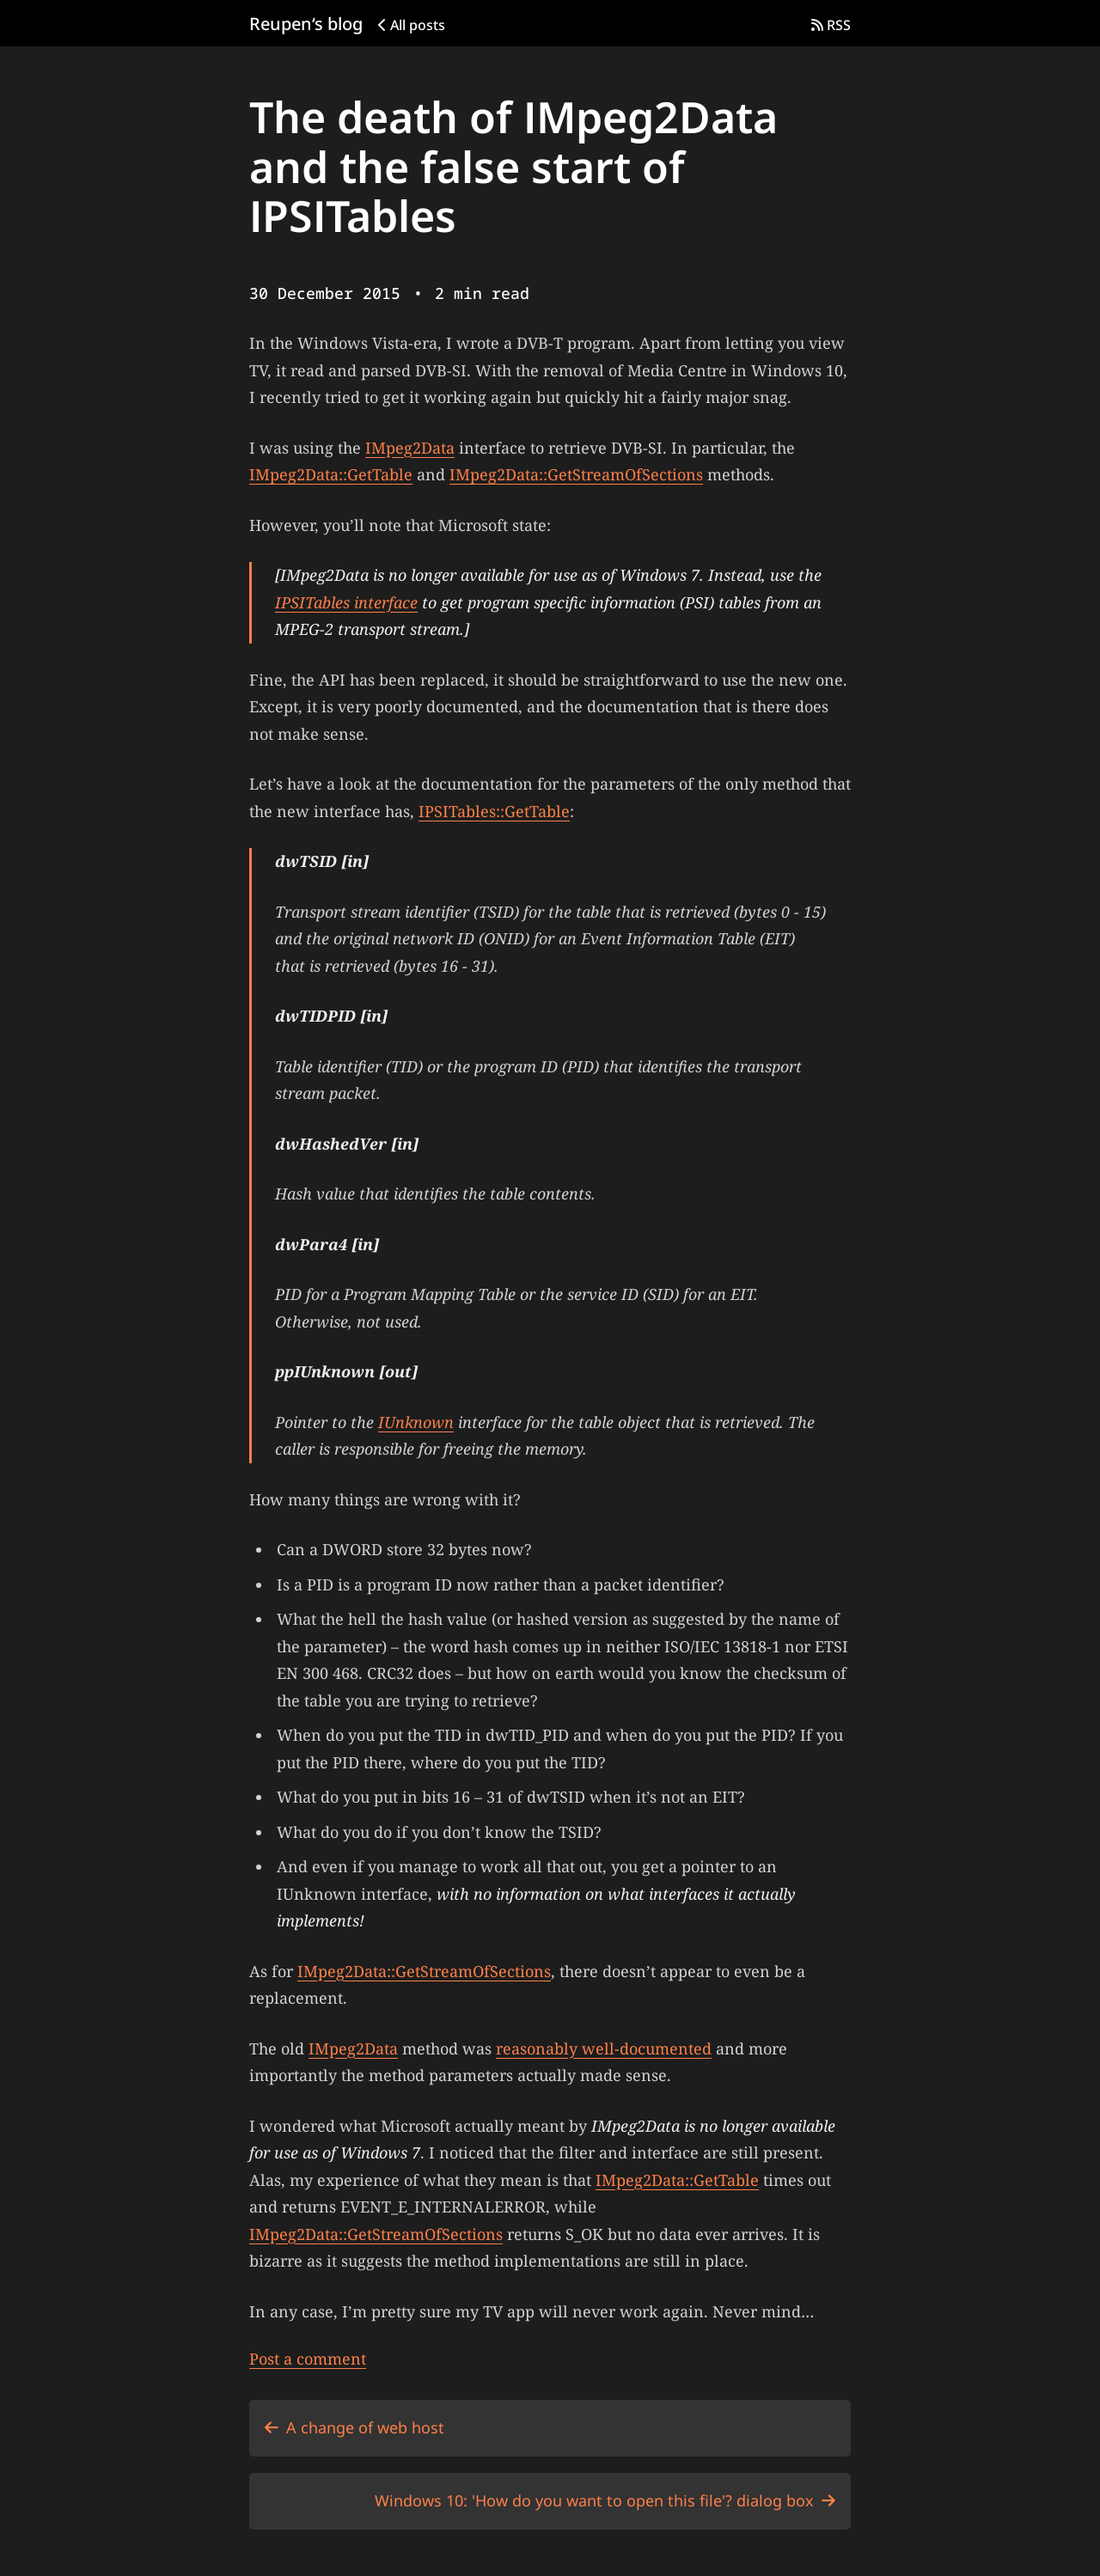 Reupen‘s blog
All posts
RSS
The death of IMpeg2Data
and the false start of
IPSITables
30 December 2015 • 2 min read
In the Windows Vista-era, I wrote a DVB-T program. Apart from letting you view
TV, it read and parsed DVB-SI. With the removal of Media Centre in Windows 10,
I recently tried to get it working again but quickly hit a fairly major snag.
I was using the IMpeg2Data interface to retrieve DVB-SI. In particular, the
IMpeg2Data::GetTable and IMpeg2Data::GetStreamOfSections methods.
However, you’ll note that Microsoft state:
[IMpeg2Data is no longer available for use as of Windows 7. Instead, use the
IPSITables interface to get program specific information (PSI) tables from an
MPEG-2 transport stream.]
Fine, the API has been replaced, it should be straightforward to use the new one.
Except, it is very poorly documented, and the documentation that is there does
not make sense.
Let’s have a look at the documentation for the parameters of the only method that
the new interface has, IPSITables::GetTable:
dwTSID [in]
Transport stream identifier (TSID) for the table that is retrieved (bytes 0 - 15)
and the original network ID (ONID) for an Event Information Table (EIT)
that is retrieved (bytes 16 - 31).
dwTIDPID [in]
Table identifier (TID) or the program ID (PID) that identifies the transport
stream packet.
dwHashedVer [in]
Hash value that identifies the table contents.
dwPara4 [in]
PID for a Program Mapping Table or the service ID (SID) for an EIT.
Otherwise, not used.
ppIUnknown [out]
Pointer to the IUnknown interface for the table object that is retrieved. The
caller is responsible for freeing the memory.
How many things are wrong with it?
• Can a DWORD store 32 bytes now?
• Is a PID is a program ID now rather than a packet identifier?
• What the hell the hash value (or hashed version as suggested by the name of
the parameter) – the word hash comes up in neither ISO/IEC 13818-1 nor ETSI
EN 300 468. CRC32 does – but how on earth would you know the checksum of
the table you are trying to retrieve?
• When do you put the TID in dwTID_PID and when do you put the PID? If you
put the PID there, where do you put the TID?
• What do you put in bits 16 – 31 of dwTSID when it’s not an EIT?
• What do you do if you don’t know the TSID?
• And even if you manage to work all that out, you get a pointer to an
IUnknown interface, with no information on what interfaces it actually
implements!
As for IMpeg2Data::GetStreamOfSections, there doesn’t appear to even be a
replacement.
The old IMpeg2Data method was reasonably well-documented and more
importantly the method parameters actually made sense.
I wondered what Microsoft actually meant by IMpeg2Data is no longer available
for use as of Windows 7. I noticed that the filter and interface are still present.
Alas, my experience of what they mean is that IMpeg2Data::GetTable times out
and returns EVENT_E_INTERNALERROR, while
IMpeg2Data::GetStreamOfSections returns S_OK but no data ever arrives. It is
bizarre as it suggests the method implementations are still in place.
In any case, I’m pretty sure my TV app will never work again. Never mind…
Post a comment
← A change of web host
Windows 10: 'How do you want to open this file'? dialog box →